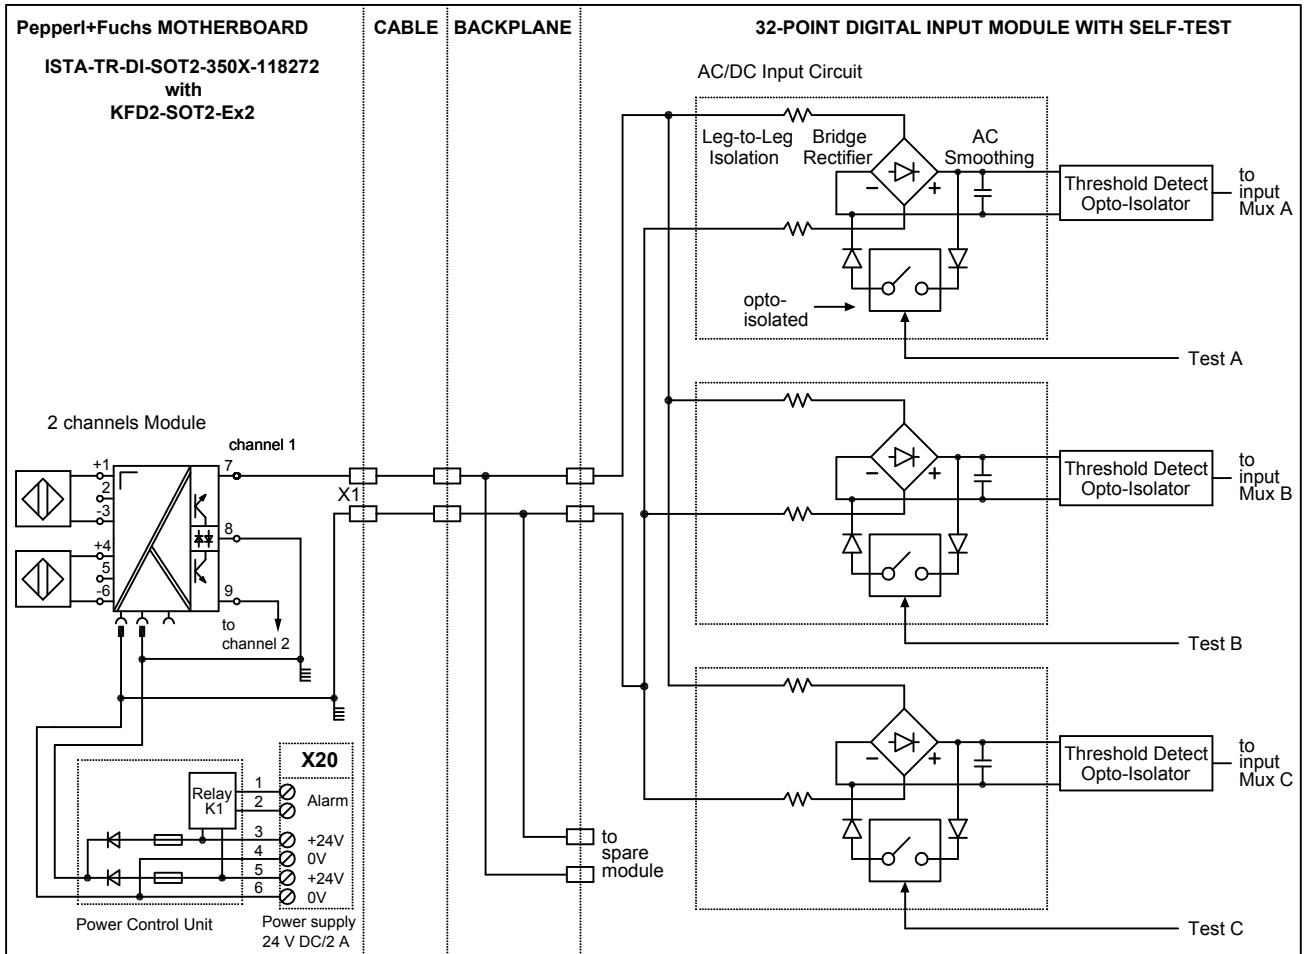 Pepperl+Fuchs MOTHERBOARD
CABLE
BACKPLANE
32-POINT DIGITAL INPUT MODULE WITH SELF-TEST
ISTA-TR-DI-SOT2-350X-118272
with
KFD2-SOT2-Ex2
AC/DC Input Circuit
Leg-to-Leg
Isolation
Bridge
Rectifier
AC
Smoothing
− +
Threshold Detect
Opto-Isolator
to
input
Mux A
opto-
isolated
Test A
− +
Threshold Detect
Opto-Isolator
to
input
Mux B
Test B
− +
Threshold Detect
Opto-Isolator
to
input
Mux C
Test C
2 channels Module
channel 1
+1
2
-3
+4
5
-6
7
8
9
to
channel 2
X1
X20
Relay
K1
1
2
Alarm
3 +24V
4 0V
5 +24V
6 0V
Power Control Unit
Power supply
24 V DC/2 A
to
spare
module